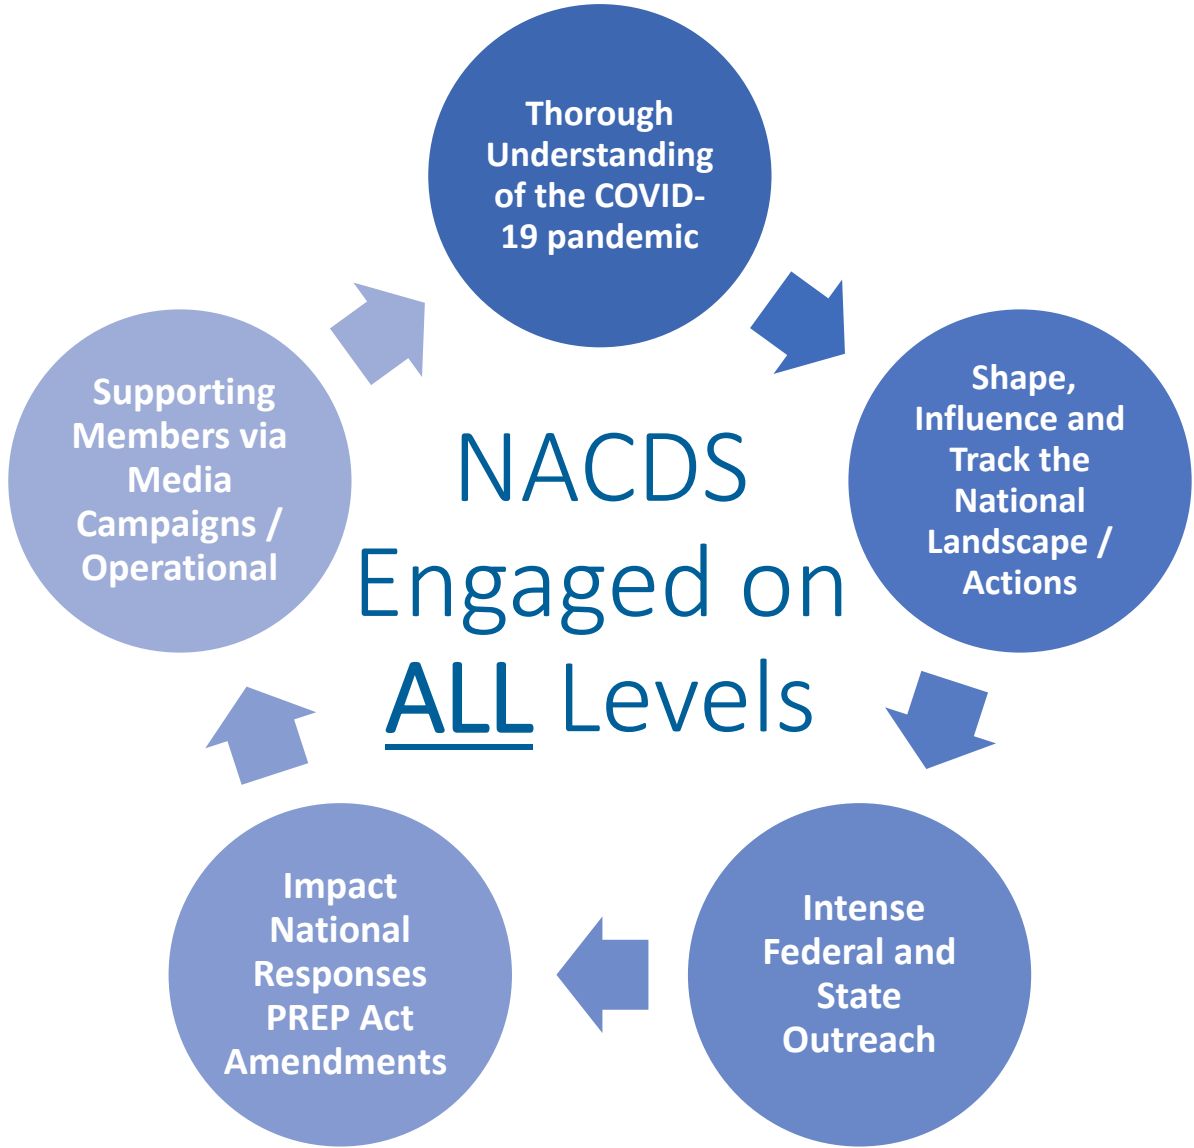 Thorough
Understanding
of the COVID-
19 pandemic
Shape,
Influence and
Track the
National
Landscape /
Actions
Intense
Federal and
State
Outreach
Impact
National
Responses
PREP Act
Amendments
Supporting
Members via
Media
Campaigns /
Operational
NACDS
Engaged on
ALL Levels